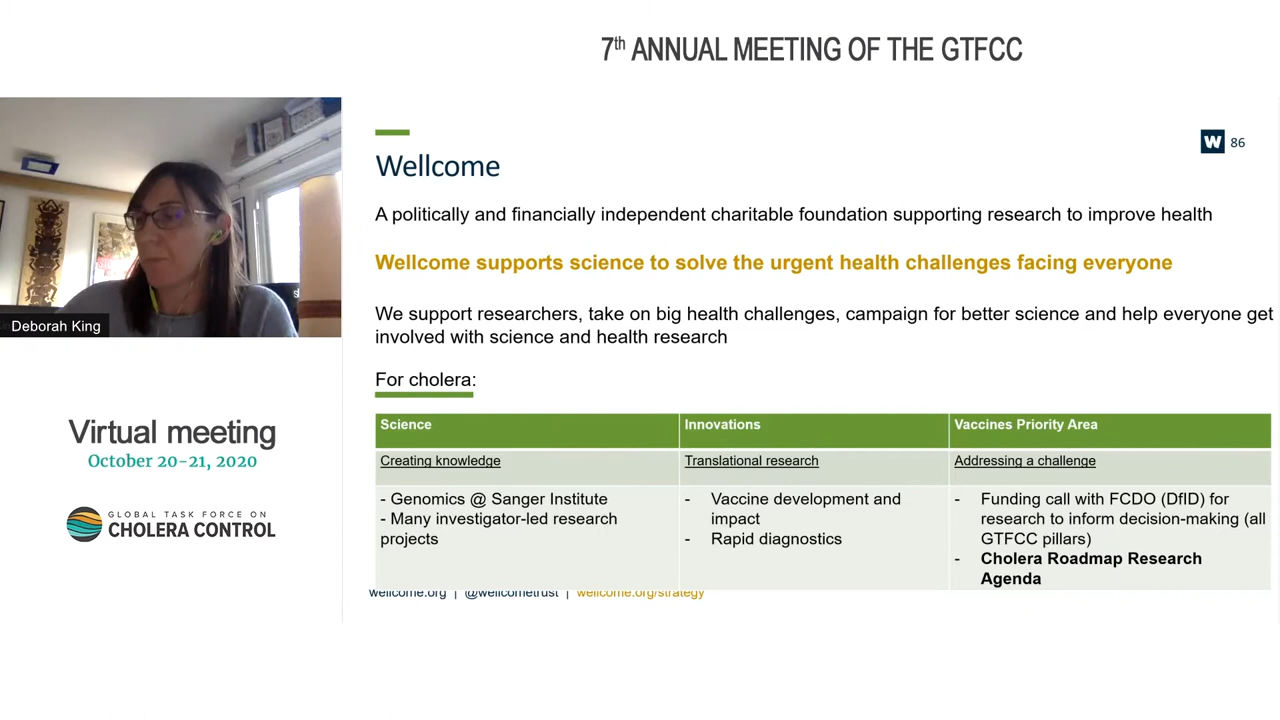 7th ANNUAL MEETING OF THE GTFCC
W 86
Wellcome
A politically and financially independent charitable foundation supporting research to improve health
Wellcome supports science to solve the urgent health challenges facing everyone
We support researchers, take on big health challenges, campaign for better science and help everyone get
involved with science and health research
For cholera:
Science
Innovations
Vaccines Priority Area
Creating knowledge
Translational research
Addressing a challenge
- Genomics @ Sanger Institute
- Many investigator-led research
projects
- Vaccine development and
impact
- Rapid diagnostics
- Funding call with FCDO (DfID) for
research to inform decision-making (all
GTFCC pillars)
- Cholera Roadmap Research
Agenda
wellcome.org | @wellcometrust | wellcome.org/strategy
Deborah King
Virtual meeting
October 20-21, 2020
GLOBAL TASK FORCE ON
CHOLERA CONTROL